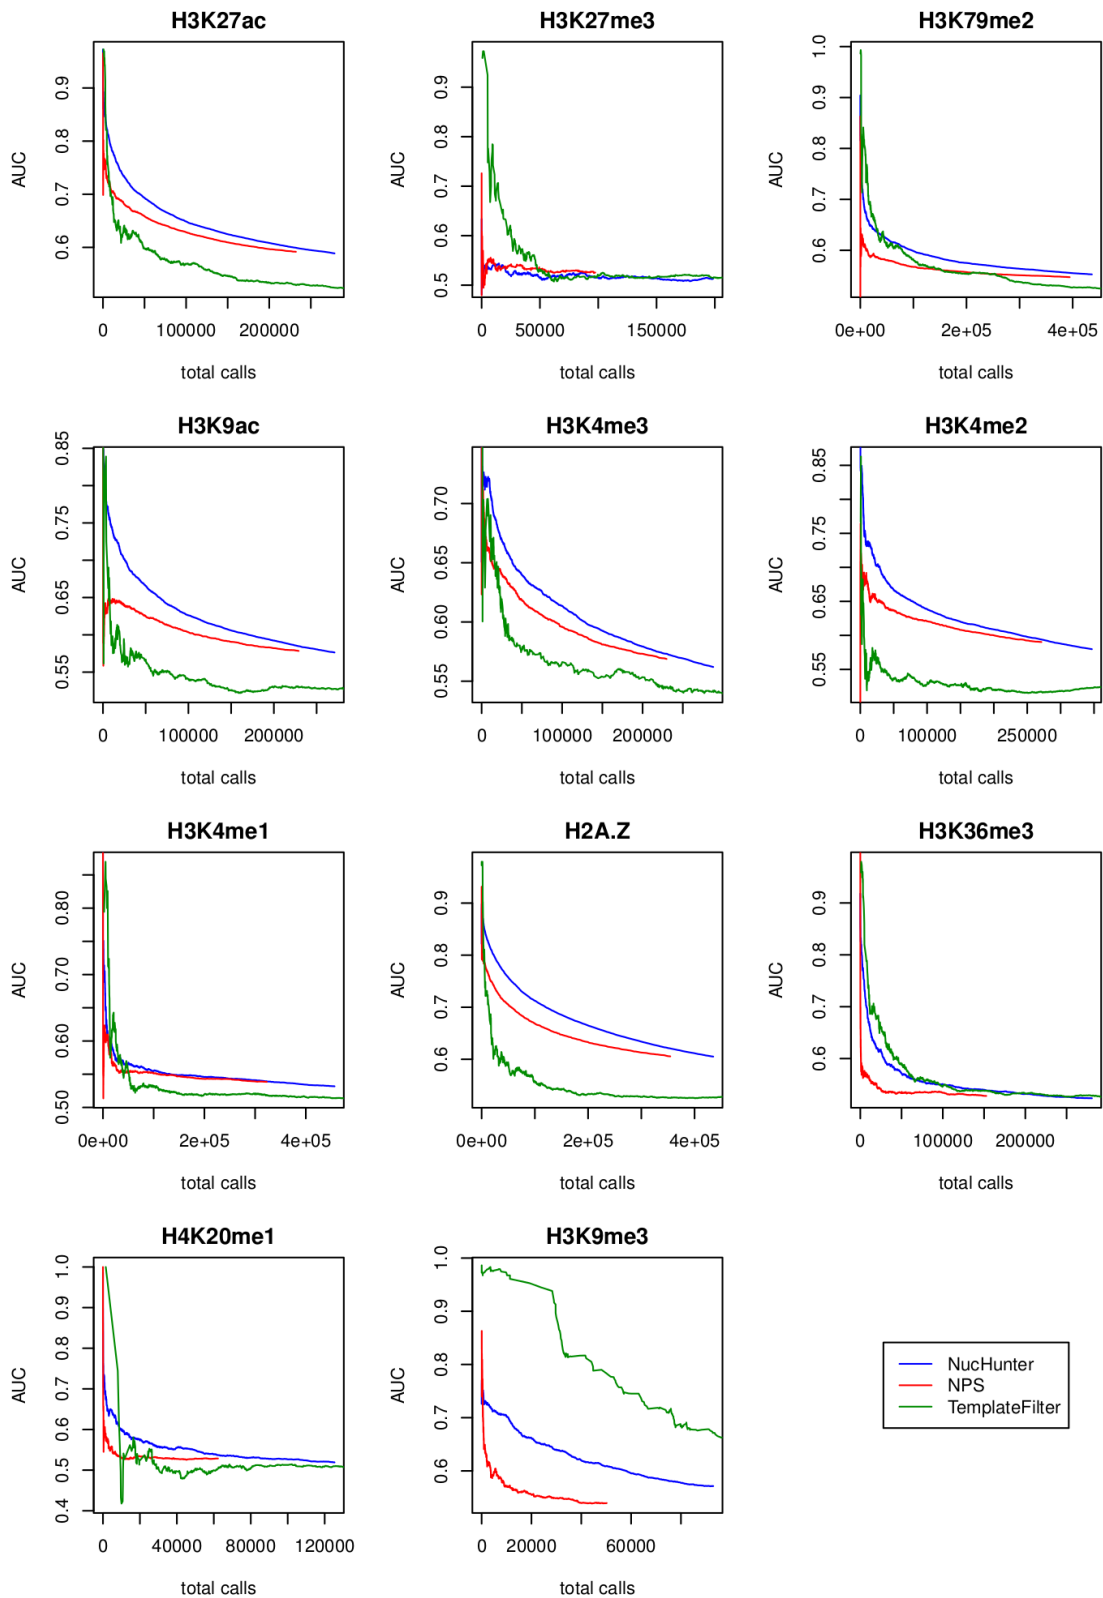 H3K27ac
AUC
0.6 0.7 0.8 0.9
0 100000 200000
total calls
H3K27me3
AUC
0.5 0.6 0.7 0.8 0.9
0 50000 150000
total calls
H3K79me2
AUC
0.6 0.7 0.8 0.9 1.0
0e+00 2e+05 4e+05
total calls
H3K9ac
AUC
0.55 0.65 0.75 0.85
0 100000 200000
total calls
H3K4me3
AUC
0.55 0.60 0.65 0.70
0 100000 200000
total calls
H3K4me2
AUC
0.55 0.65 0.75 0.85
0 100000 250000
total calls
H3K4me1
AUC
0.50 0.60 0.70 0.80
0e+00 2e+05 4e+05
total calls
H2A.Z
AUC
0.6 0.7 0.8 0.9
0e+00 2e+05 4e+05
total calls
H3K36me3
AUC
0.6 0.7 0.8 0.9
0 100000 200000
total calls
H4K20me1
AUC
0.4 0.5 0.6 0.7 0.8 0.9 1.0
0 40000 80000 120000
total calls
H3K9me3
AUC
0.6 0.7 0.8 0.9 1.0
0 20000 60000
total calls
NucHunter
NPS
TemplateFilter